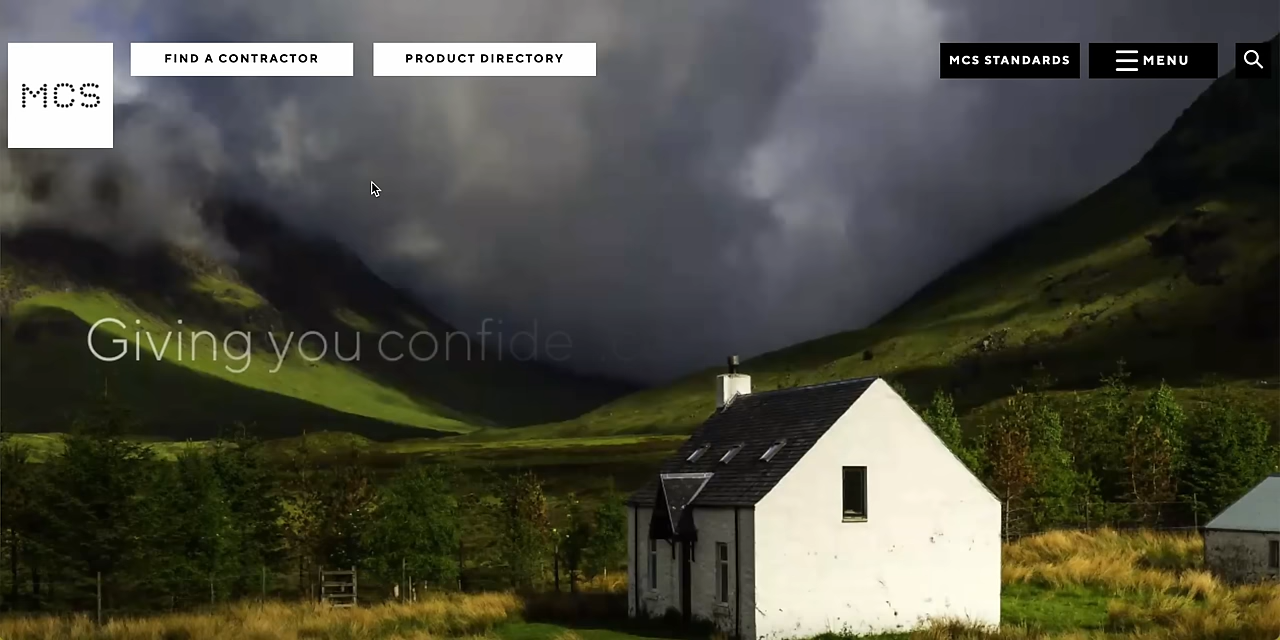 FIND A CONTRACTOR
PRODUCT DIRECTORY
MCS STANDARDS
MENU
MCS
Giving you confide